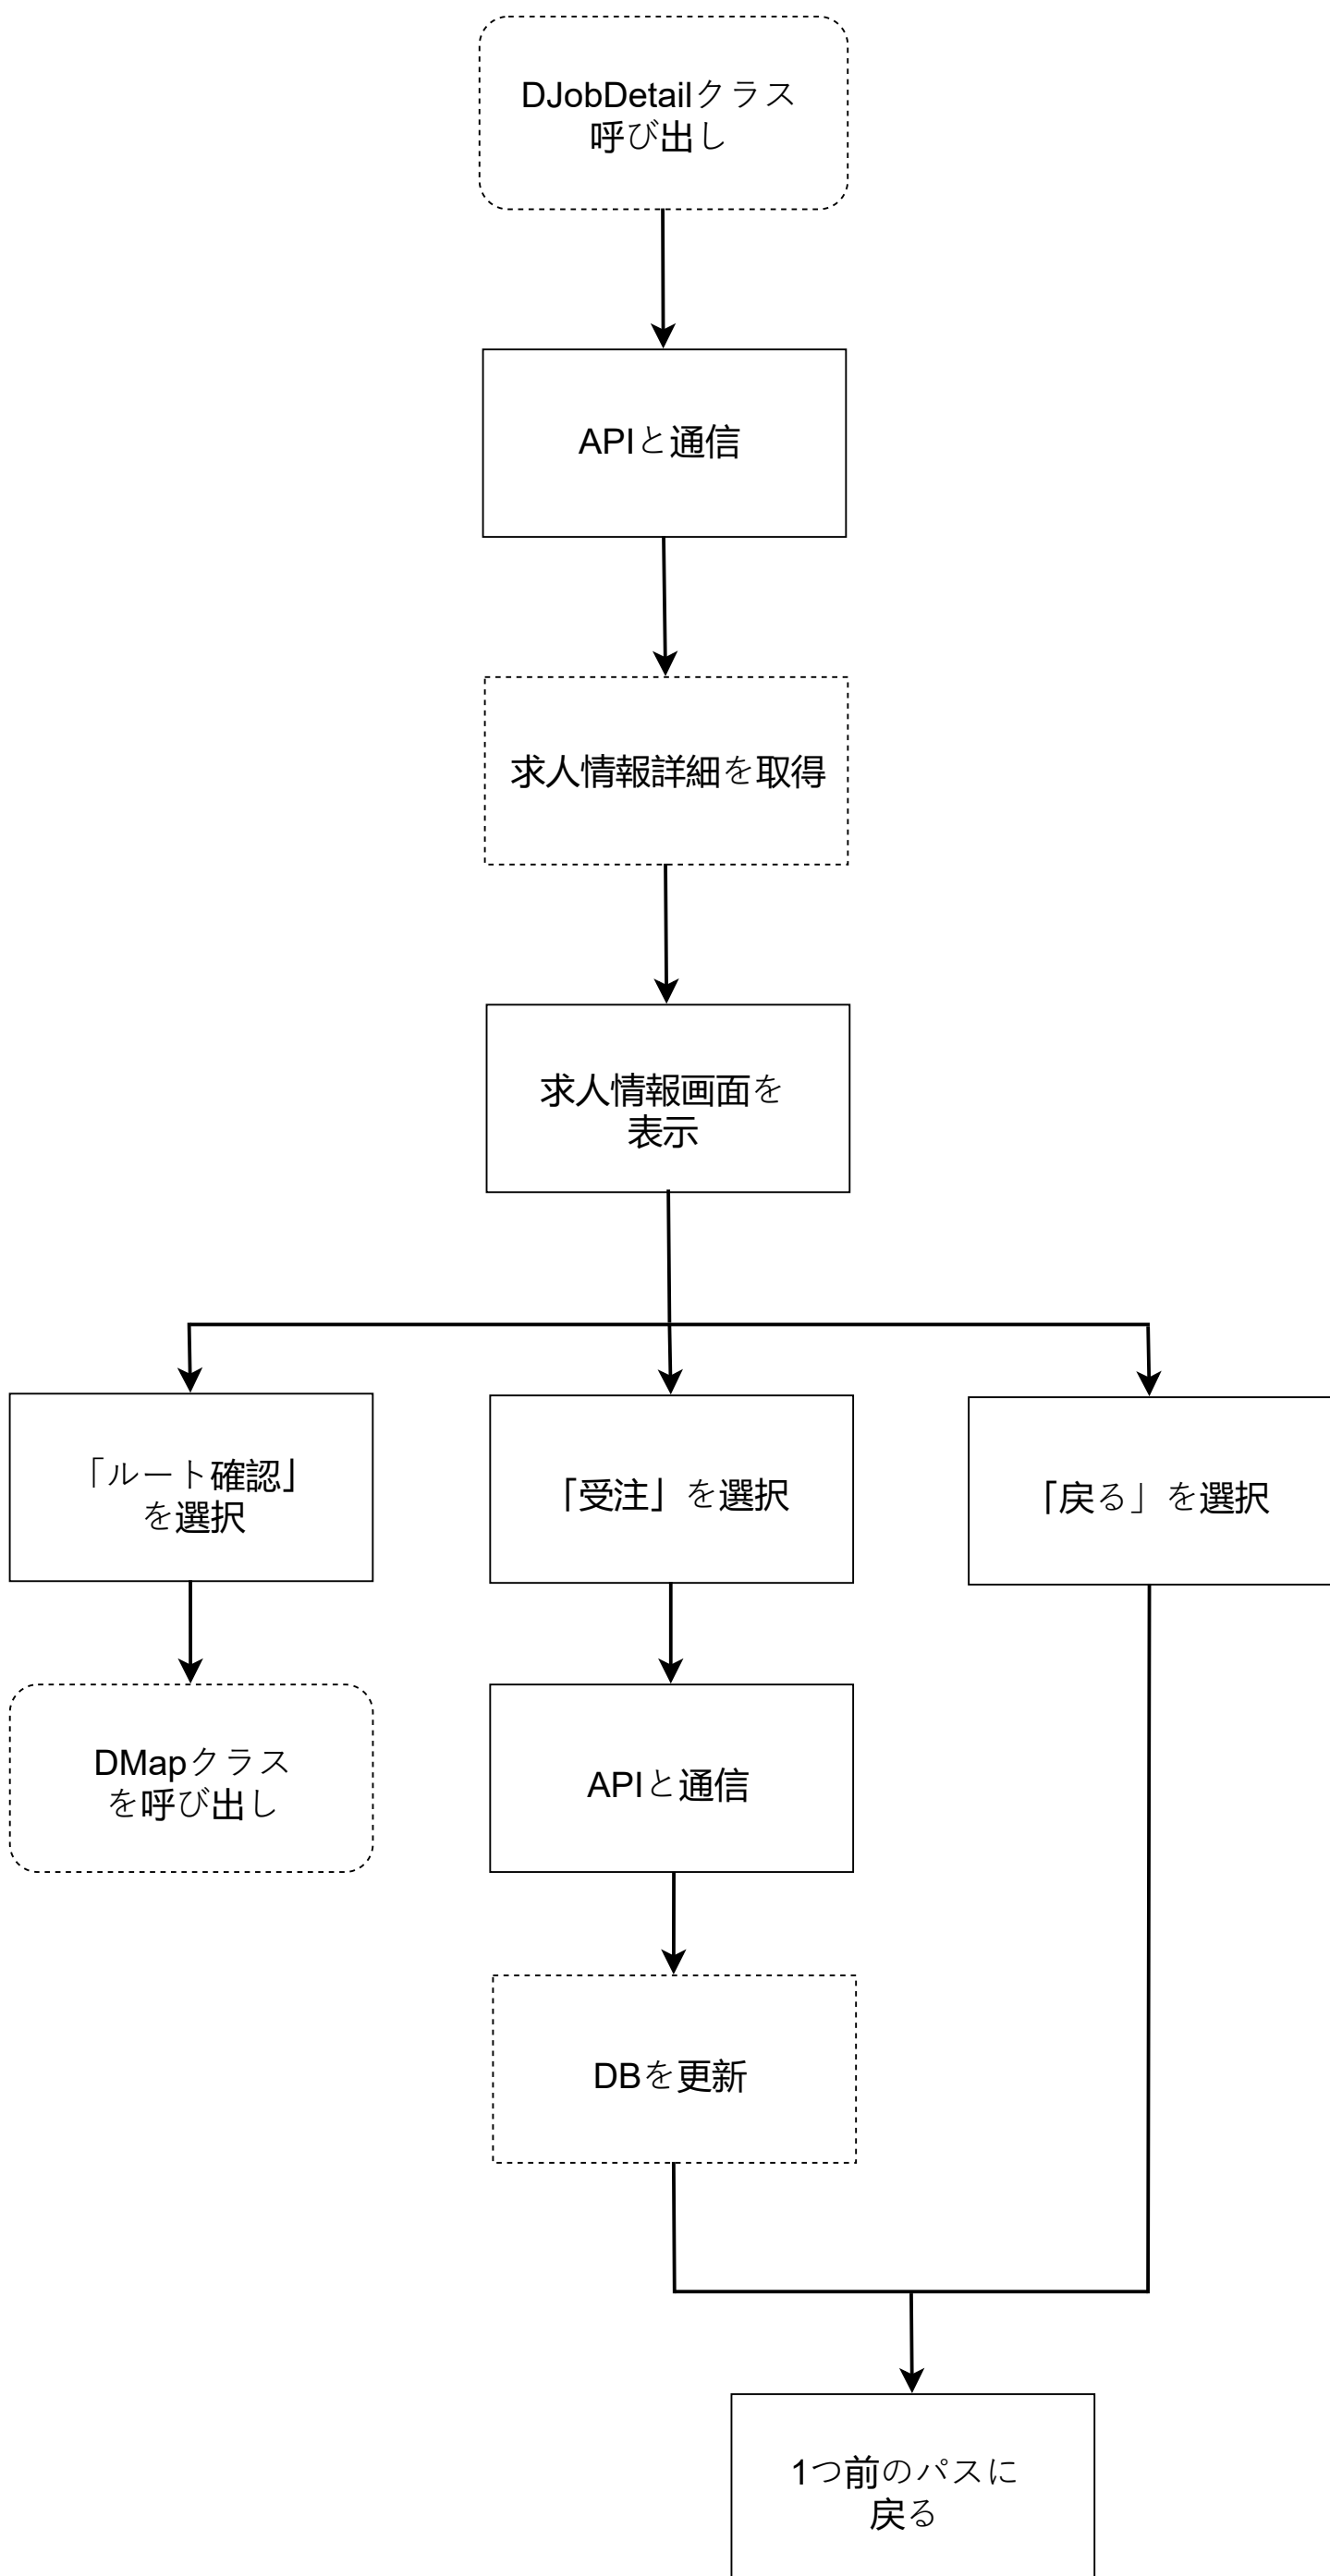 DJobDetailクラス
呼び出し
APIと通信
求人情報詳細を取得
求人情報画面を
表示
「ルート確認」
を選択
「受注」を選択
「戻る」を選択
DMapクラス
を呼び出し
APIと通信
DBを更新
1つ前のパスに
戻る